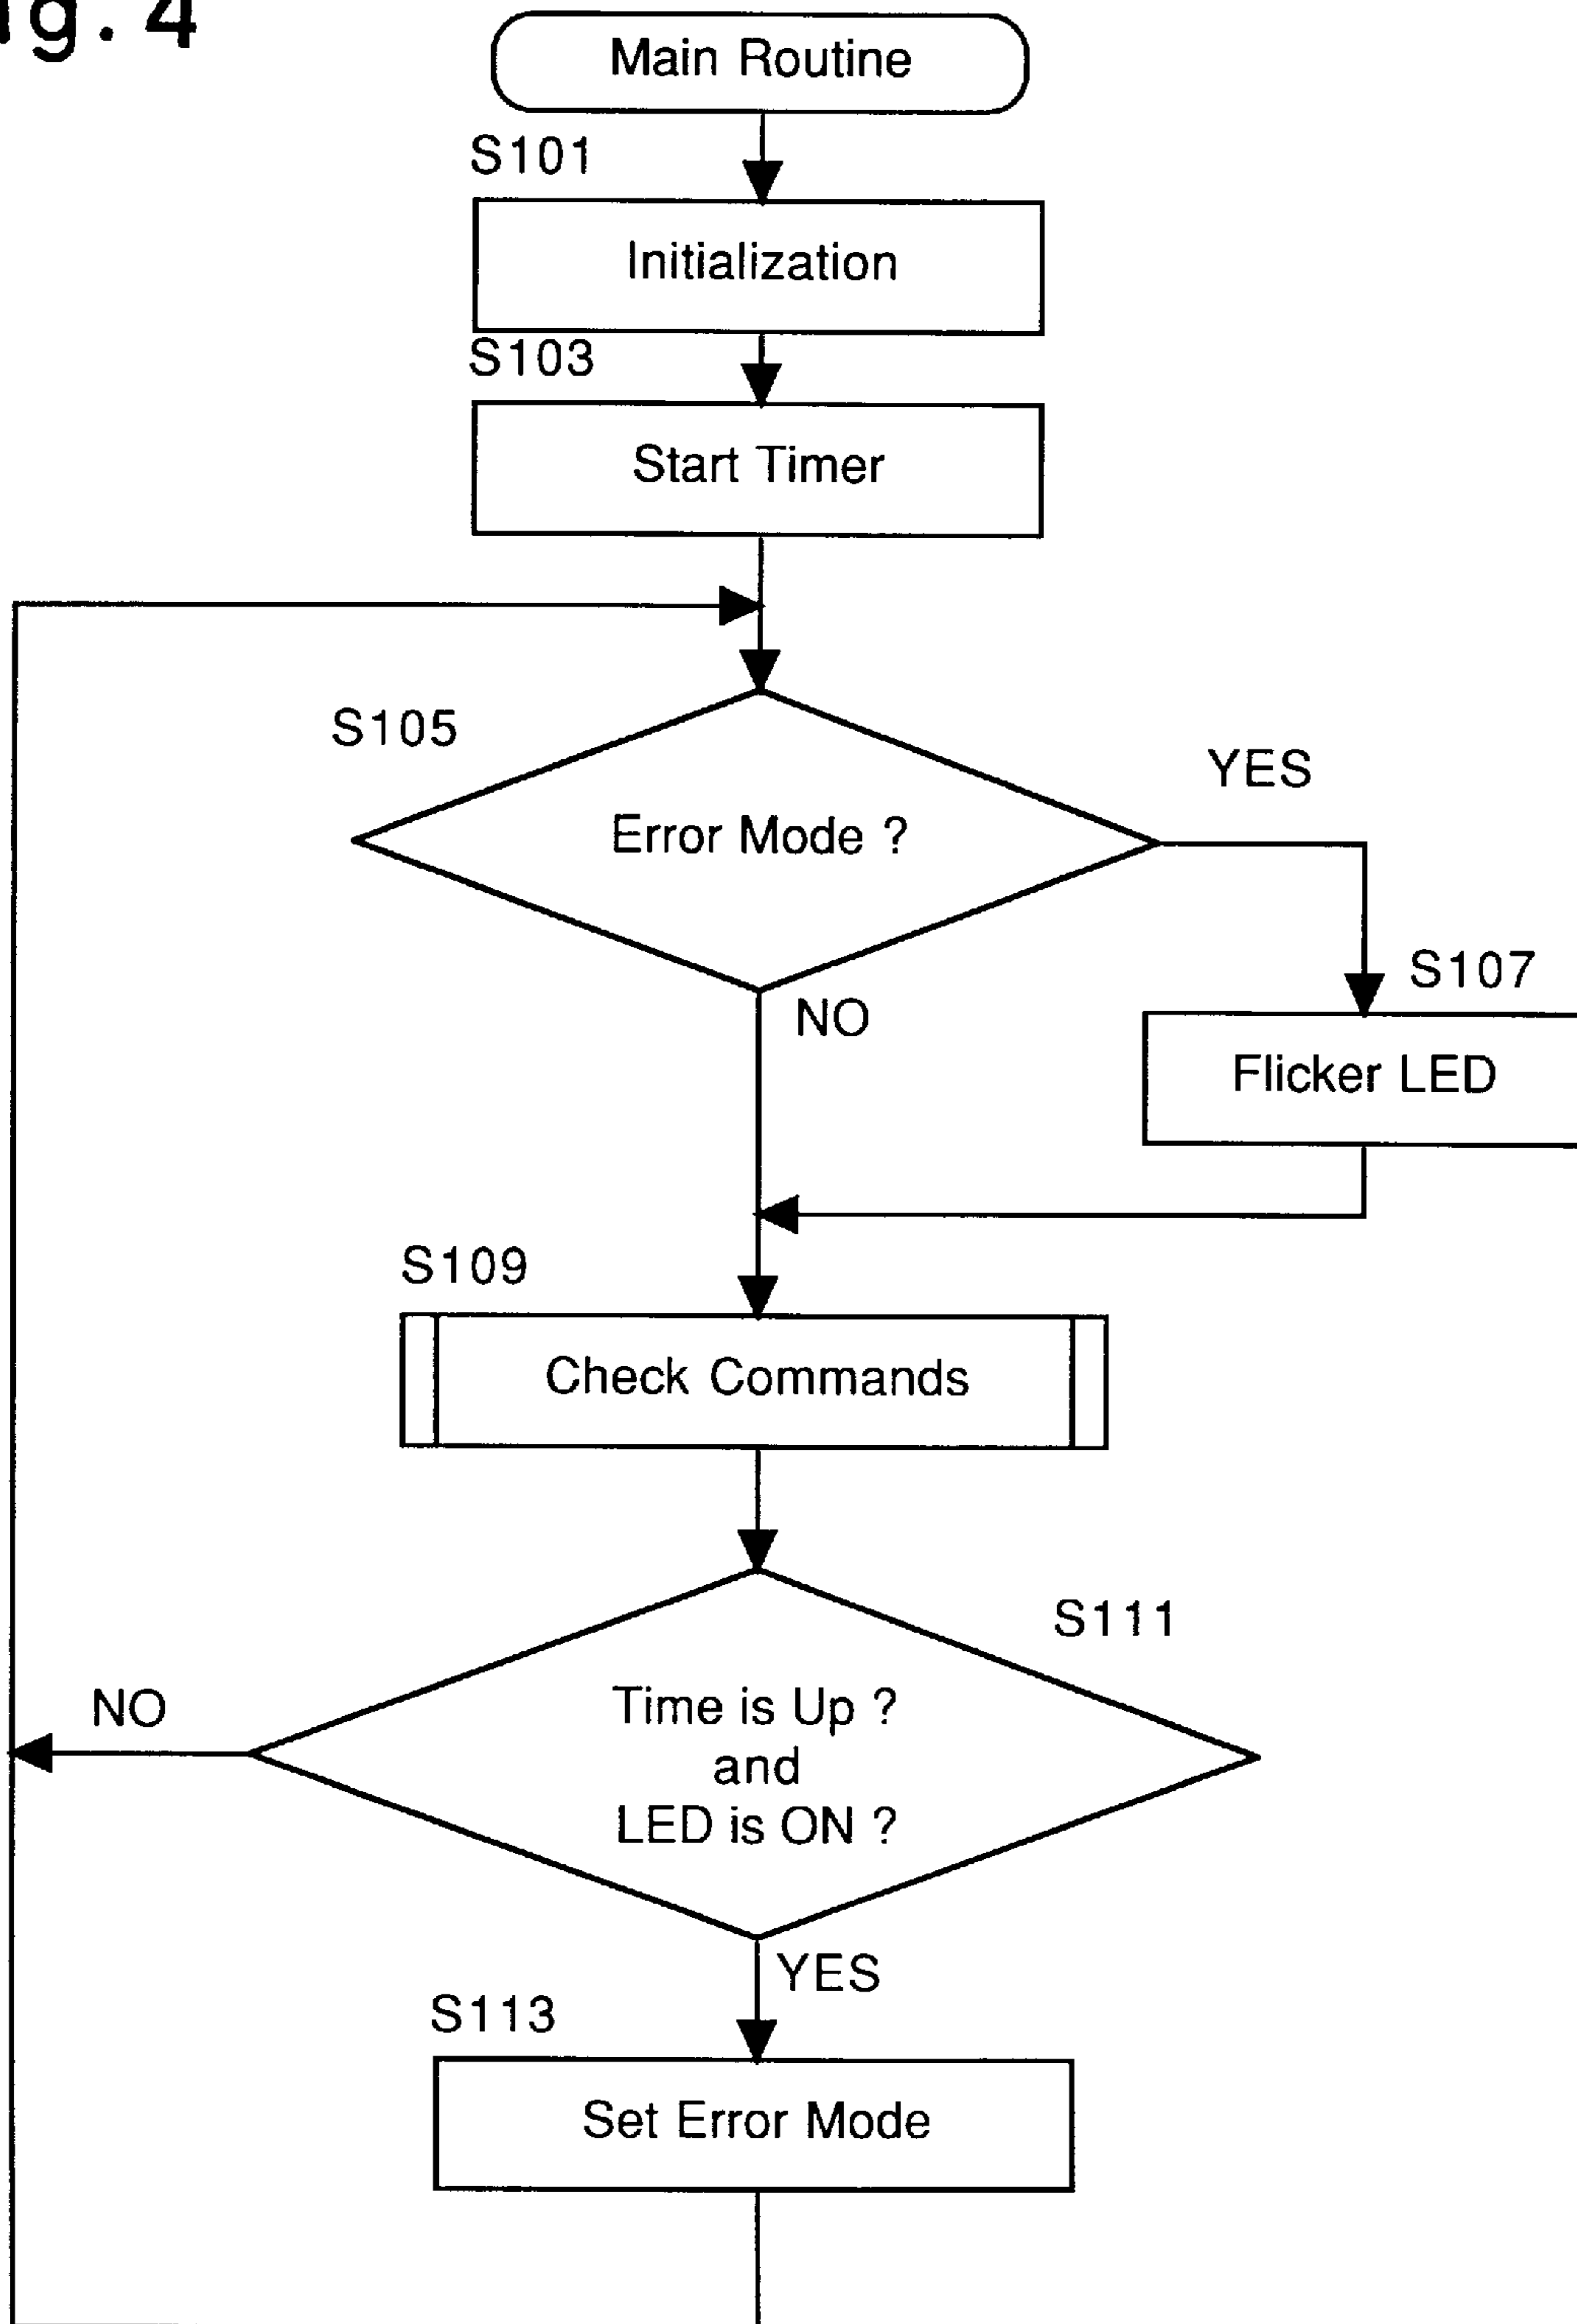 g. 4
Main Routine
S101
Initialization
S103
Start Timer
S105
YES
Error Mode ?
S107
NO
Flicker LED
S109
Check Commands
S111
NO
Time is Up ?
and
LED is ON ?
YES
S113
Set Error Mode